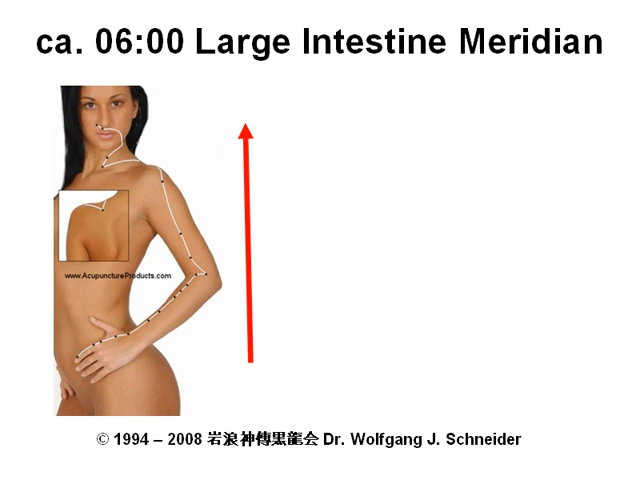 ca. 06:00 Large Intestine Meridian
www.AcupunctureProducts.com
© 1994 – 2008 岩浪神傳黒龍会 Dr. Wolfgang J. Schneider